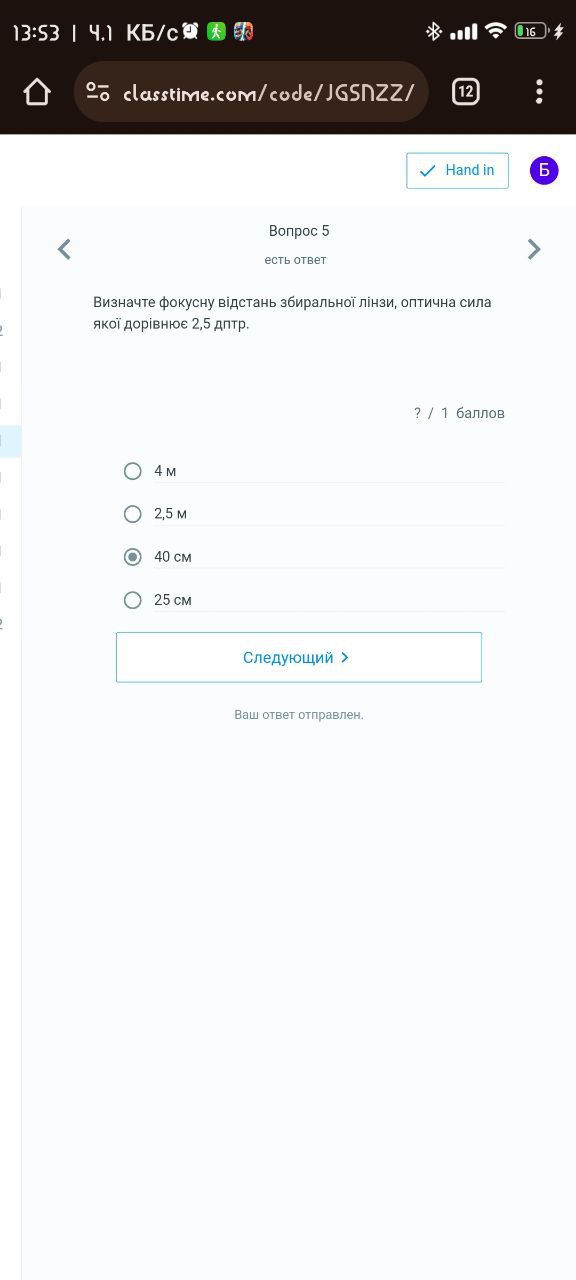 13:53 | 4.1 КБ/с
16
classtime.com/code/JGSNZZ/
12
Hand in
Б
Вопрос 5
есть ответ
Визначте фокусну відстань збиральної лінзи, оптична сила
якої дорівнює 2,5 дптр.
? / 1 баллов
4 м
2,5 м
40 см
25 см
Следующий
Ваш ответ отправлен.